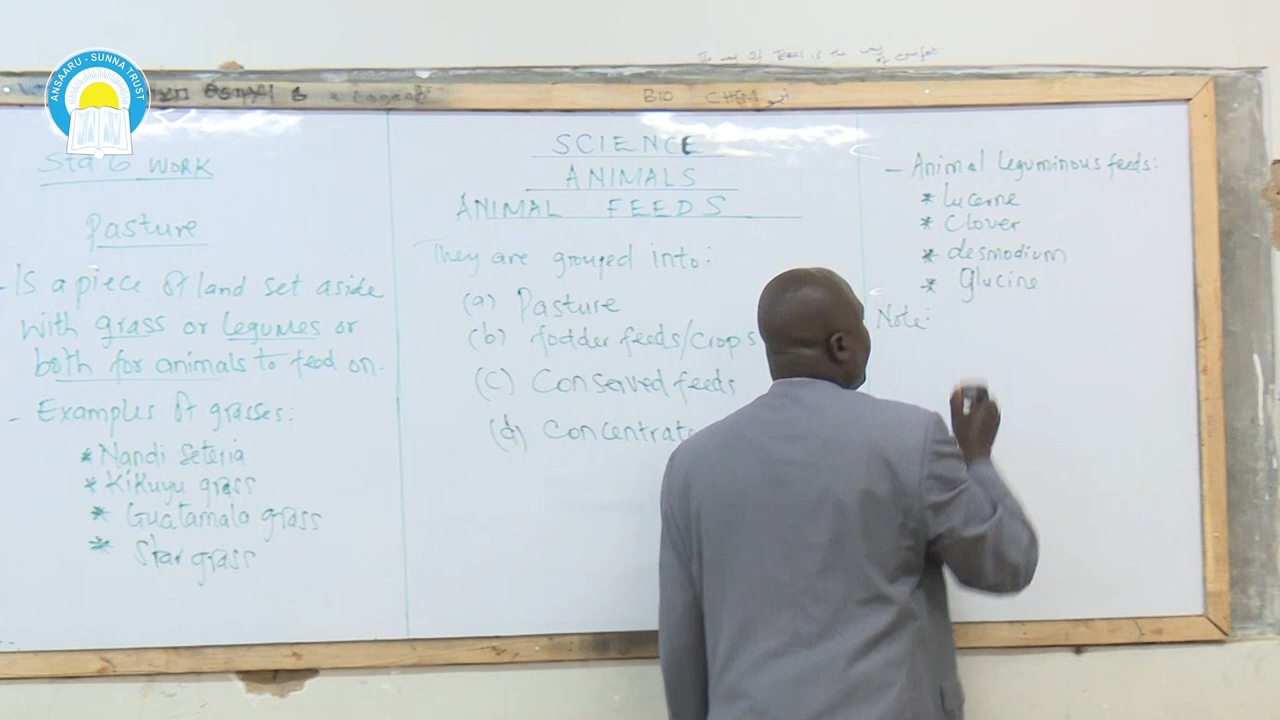 ANSAARU - SUNNA TRUST
BIO CHEM
Std 6 WORK
Pasture
- Is a piece of land set aside
with grass or legumes or
both for animals to feed on.
- Examples of grasses:
* Nandi Seteria
* Kikuyu grass
* Guatamala grass
* Star grass
SCIENCE
ANIMALS
ANIMAL FEEDS
They are grouped into:
(a) Pasture
(b) fodder feeds/crops
(c) Conserved feeds
(d) Concentrate
- Animal leguminous feeds:
* lucerne
* Clover
* desmodium
* Glucine
Note: